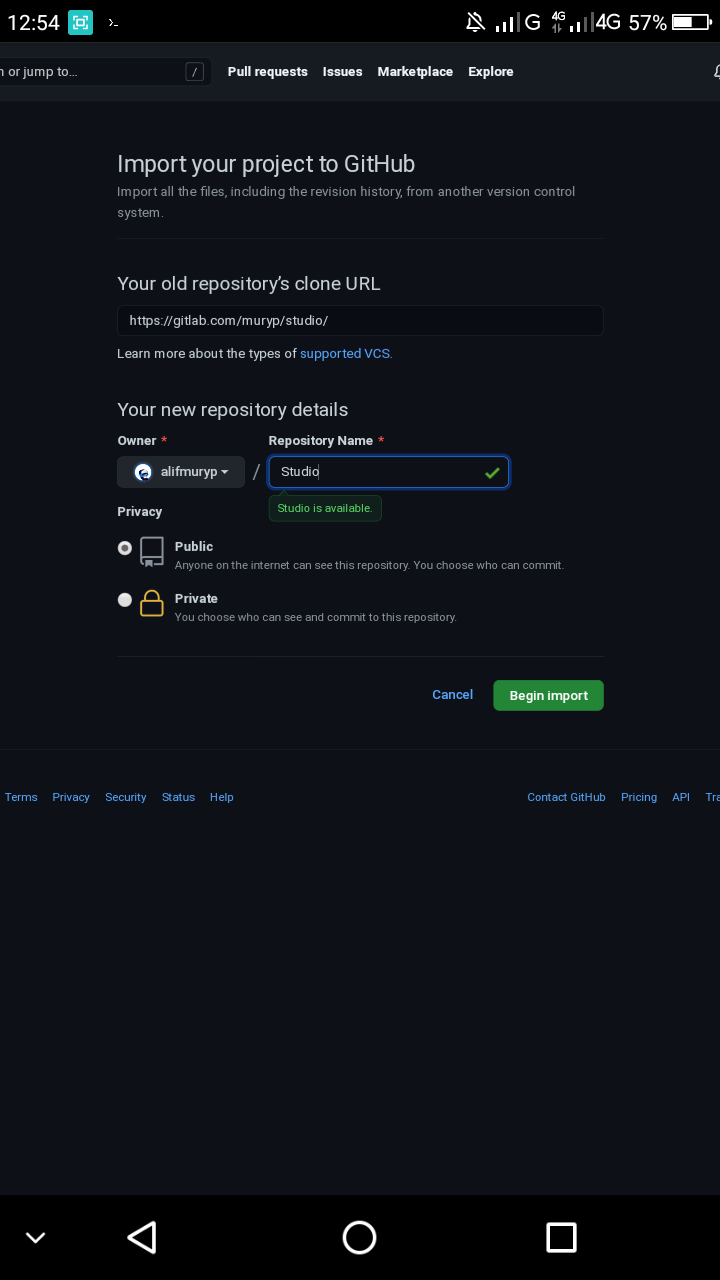 12:54 G 4G 4G 57%
or jump to… / Pull requests Issues Marketplace Explore
Import your project to GitHub
Import all the files, including the revision history, from another version control
system.
Your old repository's clone URL
https://gitlab.com/muryp/studio/
Learn more about the types of supported VCS.
Your new repository details
Owner * Repository Name *
alifmuryp / Studio
Studio is available.
Privacy
Public
Anyone on the internet can see this repository. You choose who can commit.
Private
You choose who can see and commit to this repository.
Cancel Begin import
Terms Privacy Security Status Help Contact GitHub Pricing API